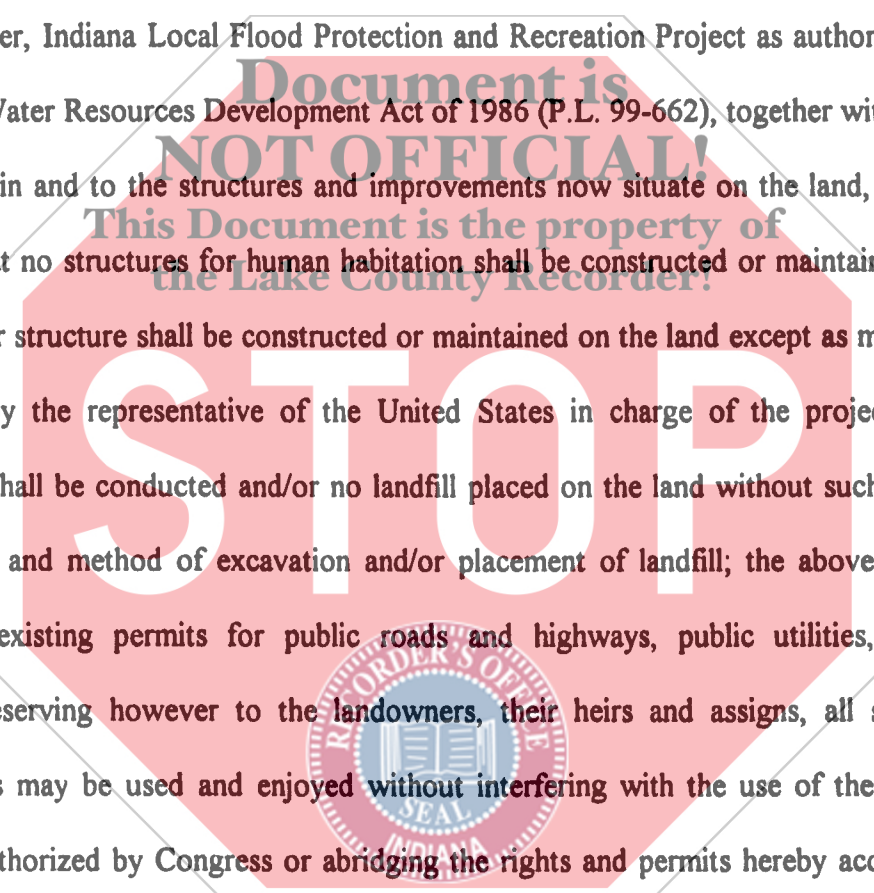 er, Indiana Local Flood Protection and Recreation Project as author
Document is
Water Resources Development Act of 1986 (P.L. 99-662), together wi
NOT OFFICIAL!
in and to the structures and improvements now situate on the land,
This Document is the property of
t no structures for human habitation shall be constructed or maintai
the Lake County Recorder!
r structure shall be constructed or maintained on the land except as m
y the representative of the United States in charge of the projec
STOP
hall be conducted and/or no landfill placed on the land without such
and method of excavation and/or placement of landfill; the above
existing permits for public roads and highways, public utilities,
RECORDER'S OFFICE
eserving however to the landowners, their heirs and assigns, all s
s may be used and enjoyed without interfering with the use of the
SEAL
INDIANA
thorized by Congress or abridging the rights and permits hereby acq